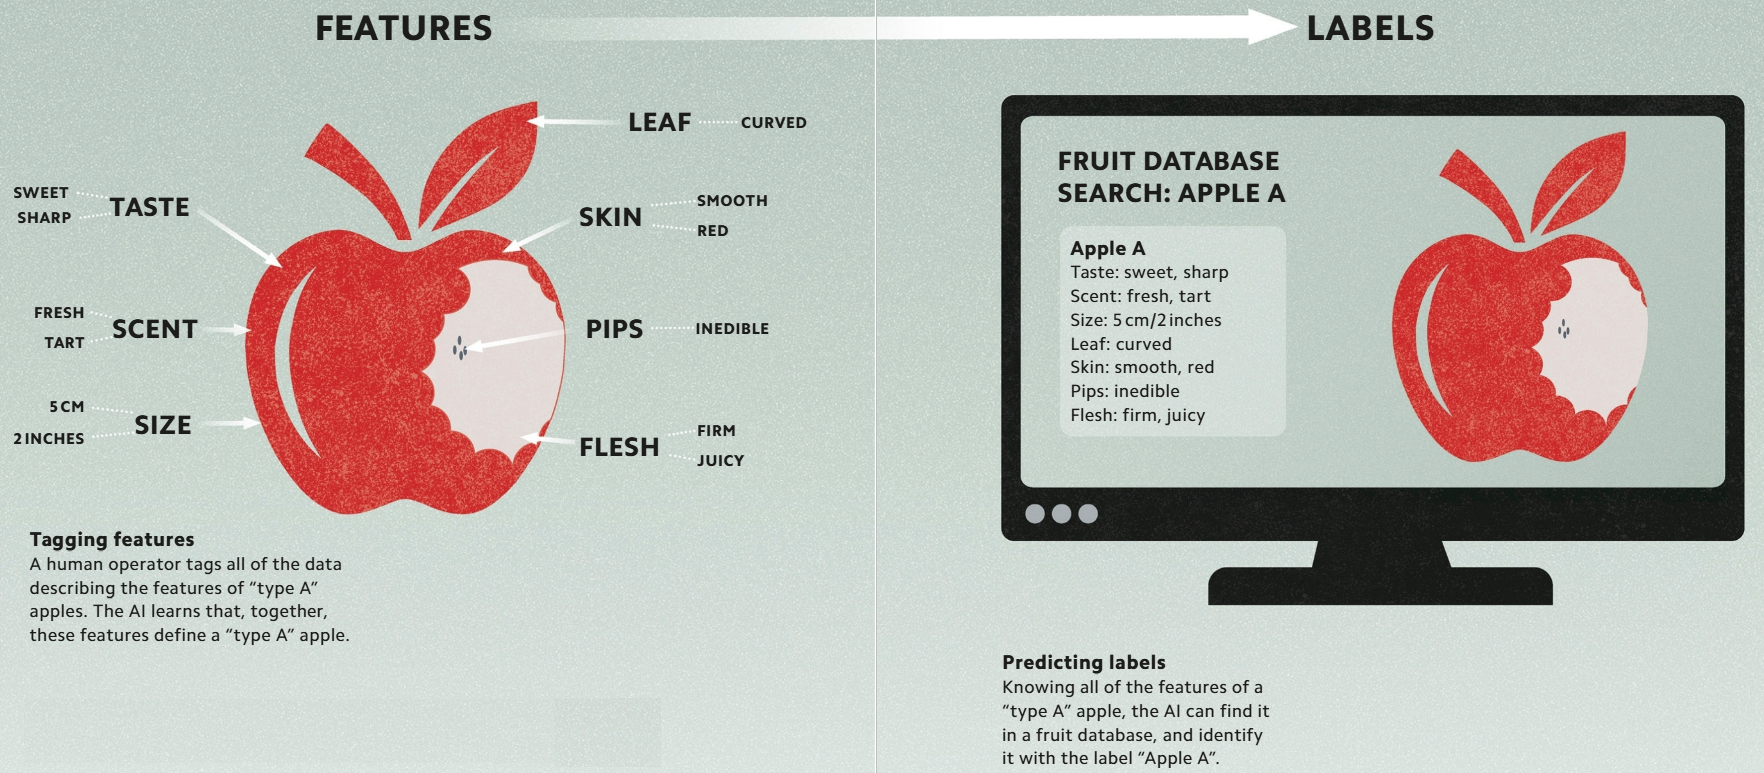 FEATURES
LABELS
LEAF
CURVED
SWEET
SHARP
TASTE
SKIN
SMOOTH
RED
FRESH
TART
SCENT
PIPS
INEDIBLE
5 CM
2 INCHES
SIZE
FLESH
FIRM
JUICY
Tagging features
A human operator tags all of the data
describing the features of “type A”
apples. The AI learns that, together,
these features define a “type A” apple.
FRUIT DATABASE
SEARCH: APPLE A
Apple A
Taste: sweet, sharp
Scent: fresh, tart
Size: 5 cm/2 inches
Leaf: curved
Skin: smooth, red
Pips: inedible
Flesh: firm, juicy
Predicting labels
Knowing all of the features of a
“type A” apple, the AI can find it
in a fruit database, and identify
it with the label “Apple A”.